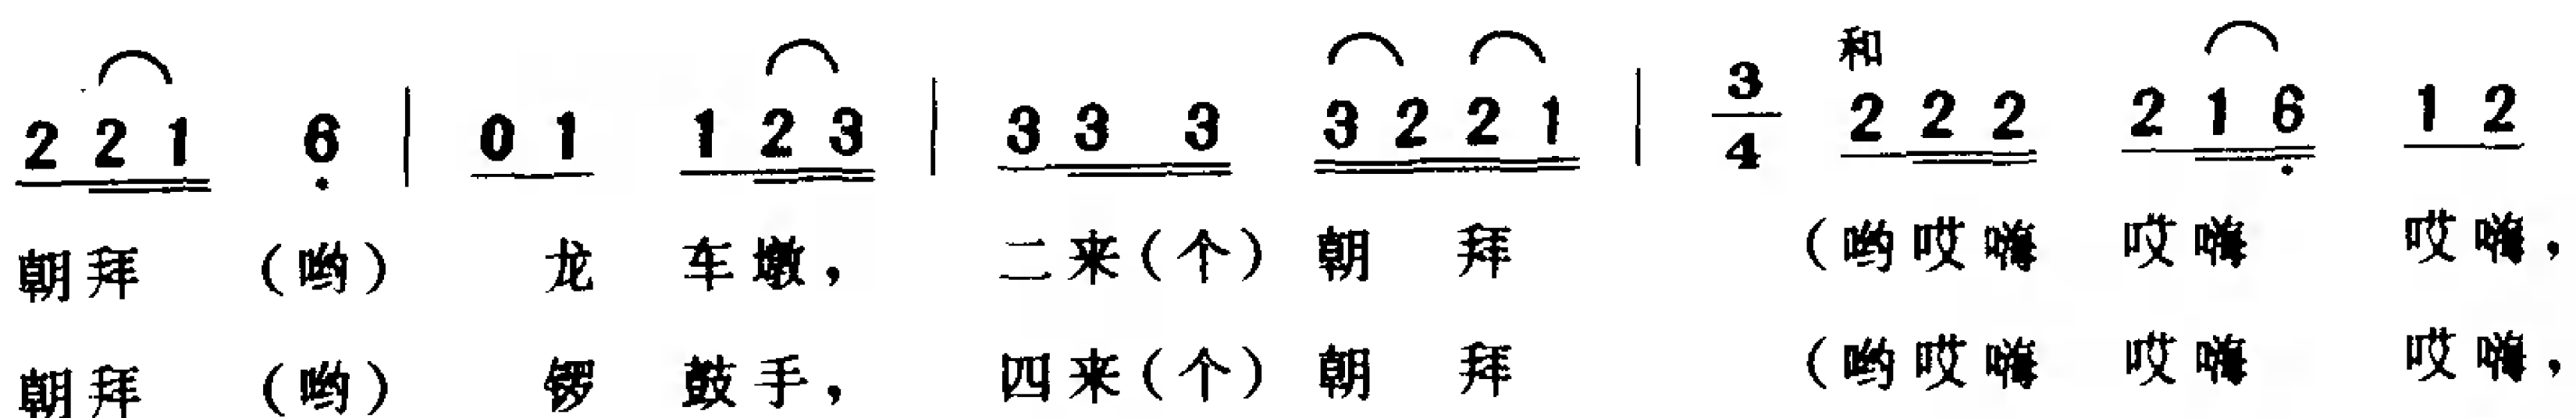 和
2 2 1 6 | 0 1 1 2 3 | 3 3 3 3 2 2 1 | 3/4 2 2 2 2 1 6 1 2
朝拜 (哟) 龙 车墩, 二来(个) 朝 拜 (哟哎嗨 哎嗨 哎嗨,
朝拜 (哟) 锣 鼓手, 四来(个) 朝 拜 (哟哎嗨 哎嗨 哎嗨,